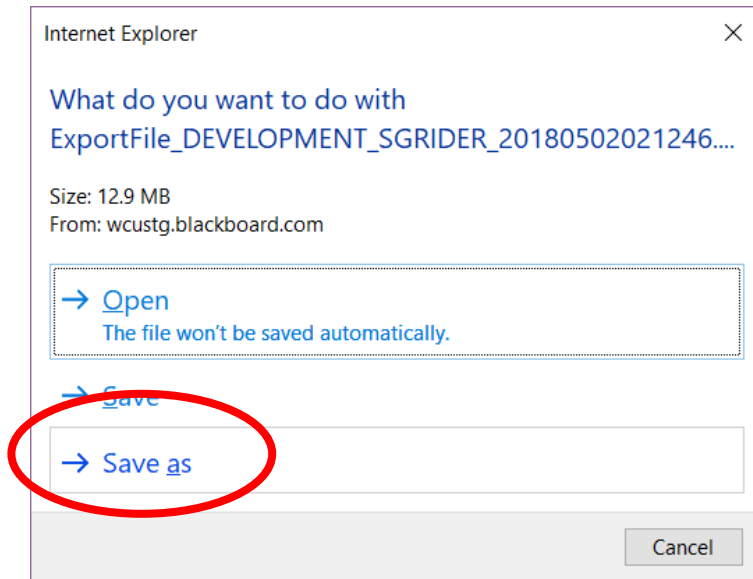 Internet Explorer
What do you want to do with
ExportFile_DEVELOPMENT_SGRIDER_20180502021246....
Size: 12.9 MB
From: wcustg.blackboard.com
Open
The file won't be saved automatically.
Save
Save as
Cancel